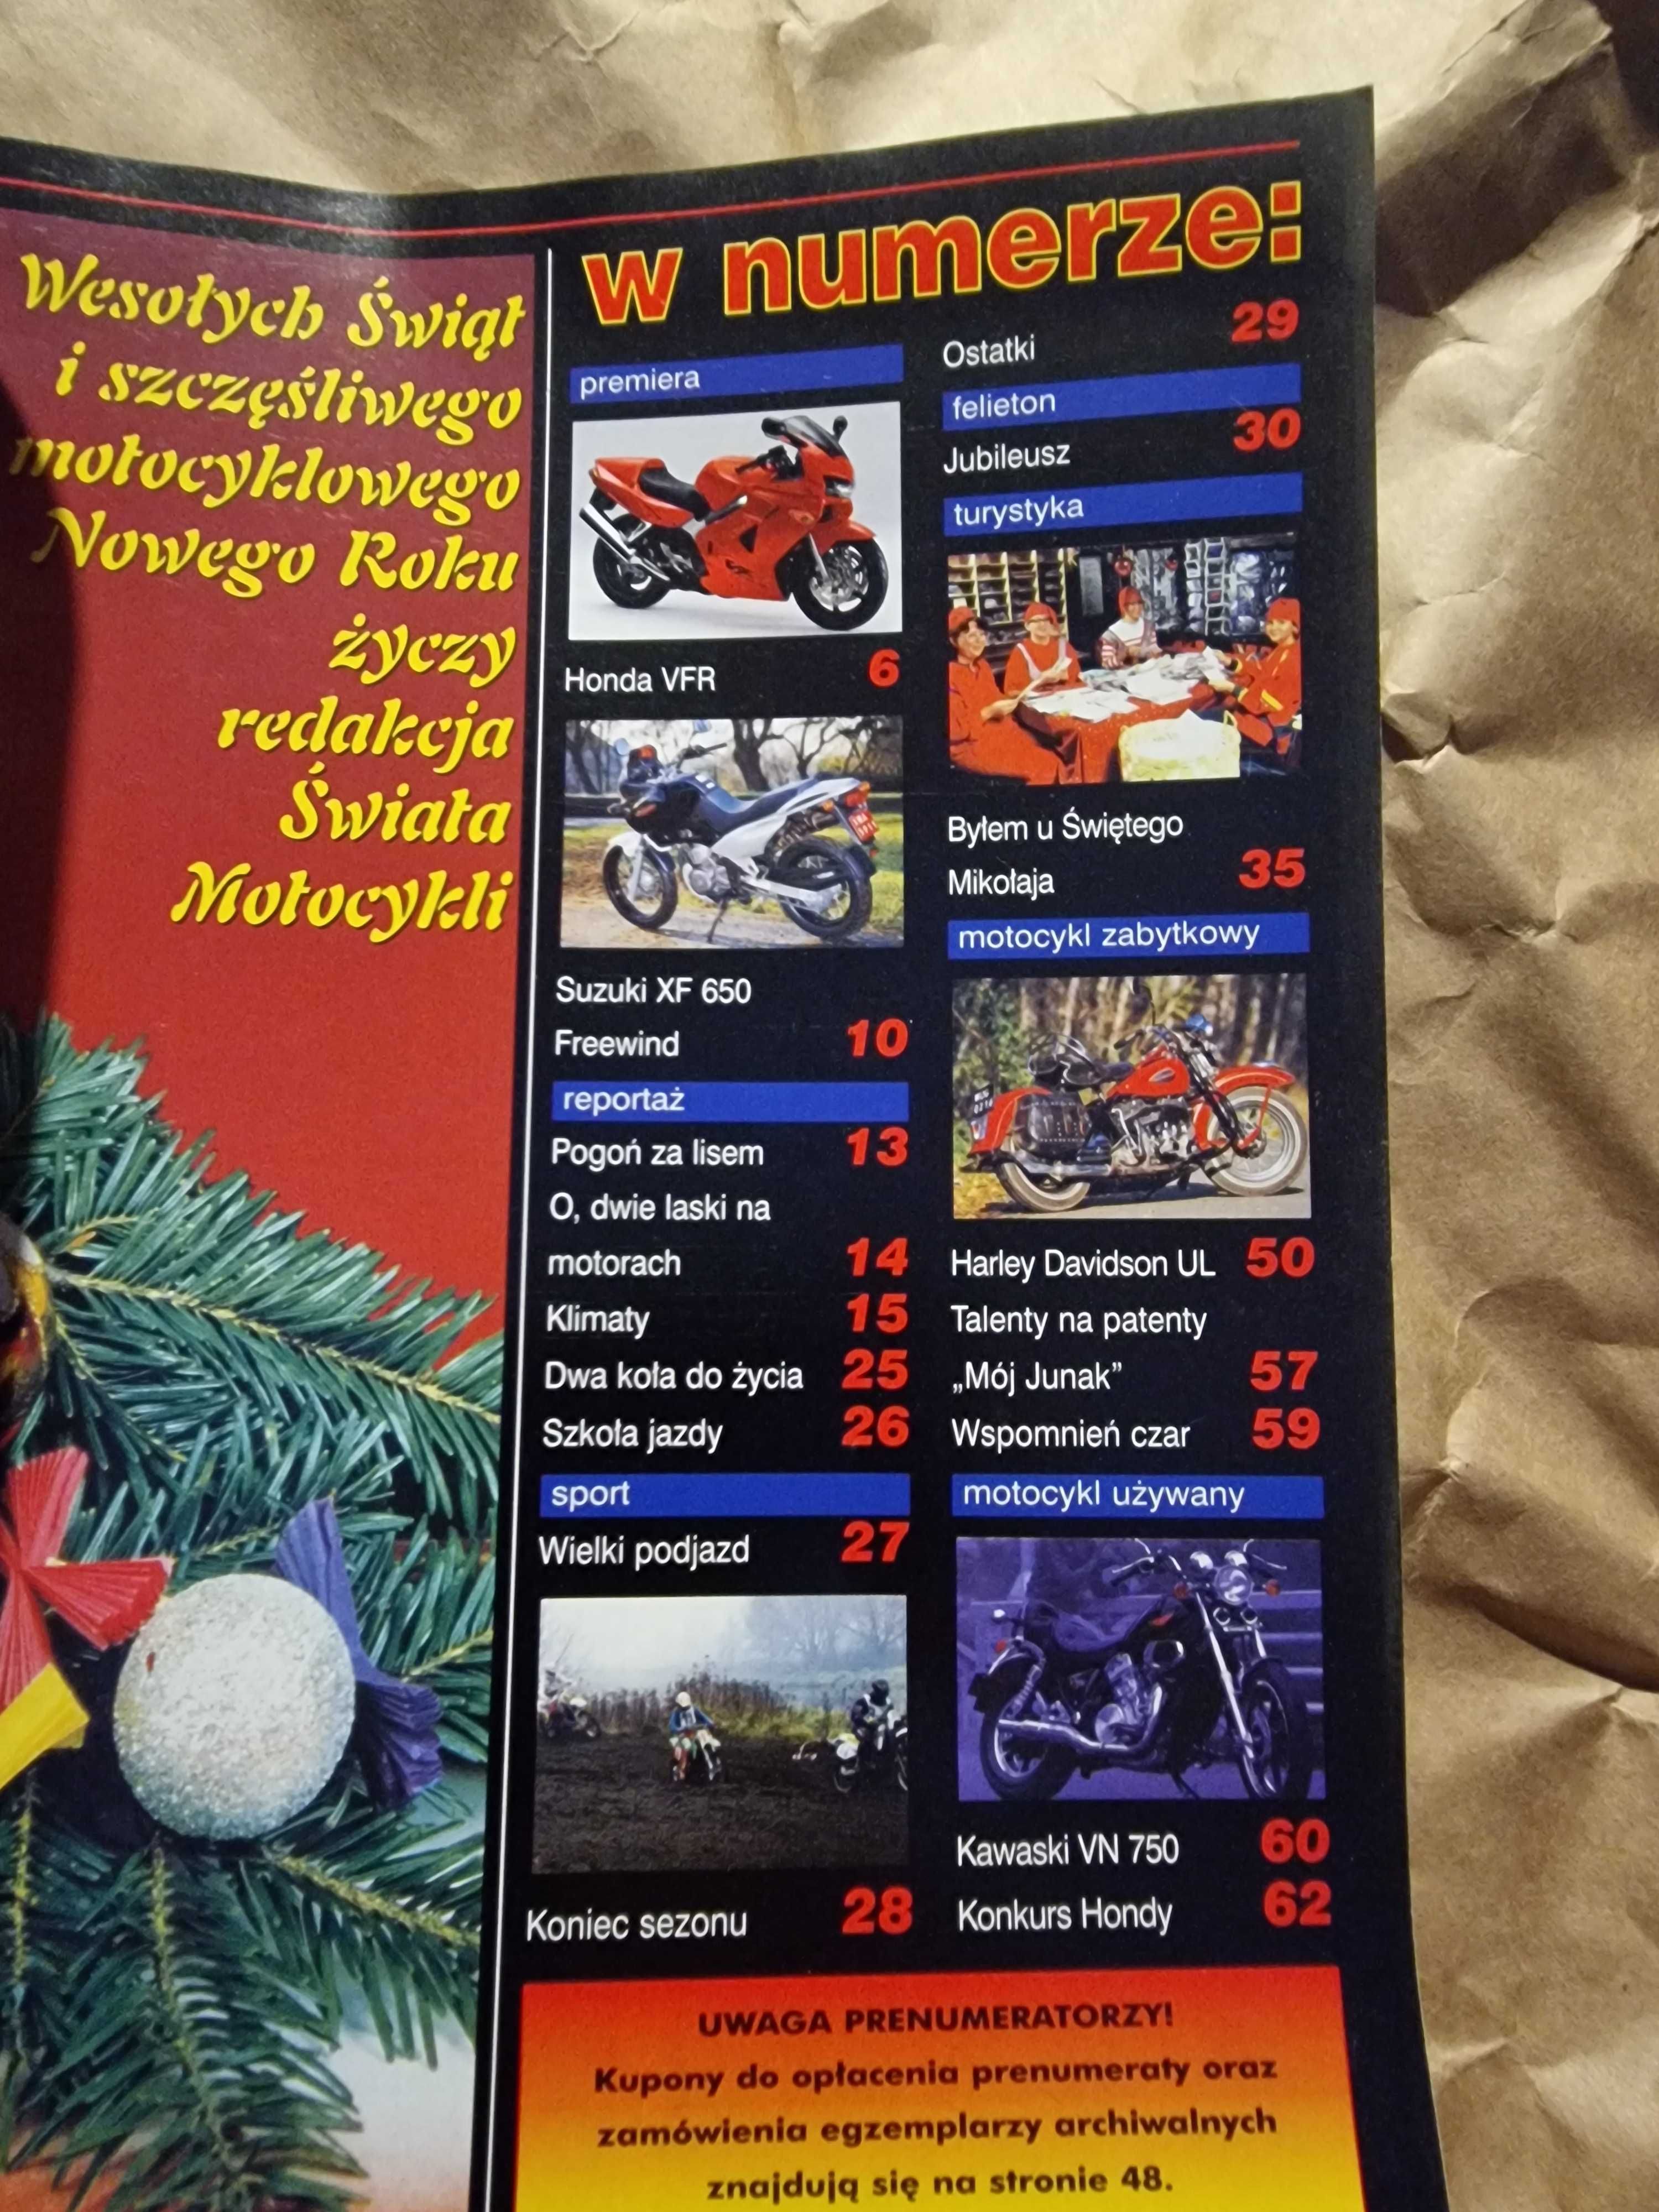 Wesołych Świąt
i szczęśliwego
motocyklowego
Nowego Roku
życzy
redakcja
Świata
Motocykli
w numerze:
premiera
Honda VFR 6
Suzuki XF 650
Freewind 10
reportaż
Pogoń za lisem 13
O, dwie laski na
motorach 14
Klimaty 15
Dwa koła do życia 25
Szkoła jazdy 26
sport
Wielki podjazd 27
Koniec sezonu 28
Ostatki 29
felieton
Jubileusz 30
turystyka
Byłem u Świętego
Mikołaja 35
motocykl zabytkowy
Harley Davidson UL 50
Talenty na patenty
„Mój Junak” 57
Wspomnień czar 59
motocykl używany
Kawaski VN 750 60
Konkurs Hondy 62
UWAGA PRENUMERATORZY!
Kupony do opłacenia prenumeraty oraz
zamówienia egzemplarzy archiwalnych
znajdują się na stronie 48.